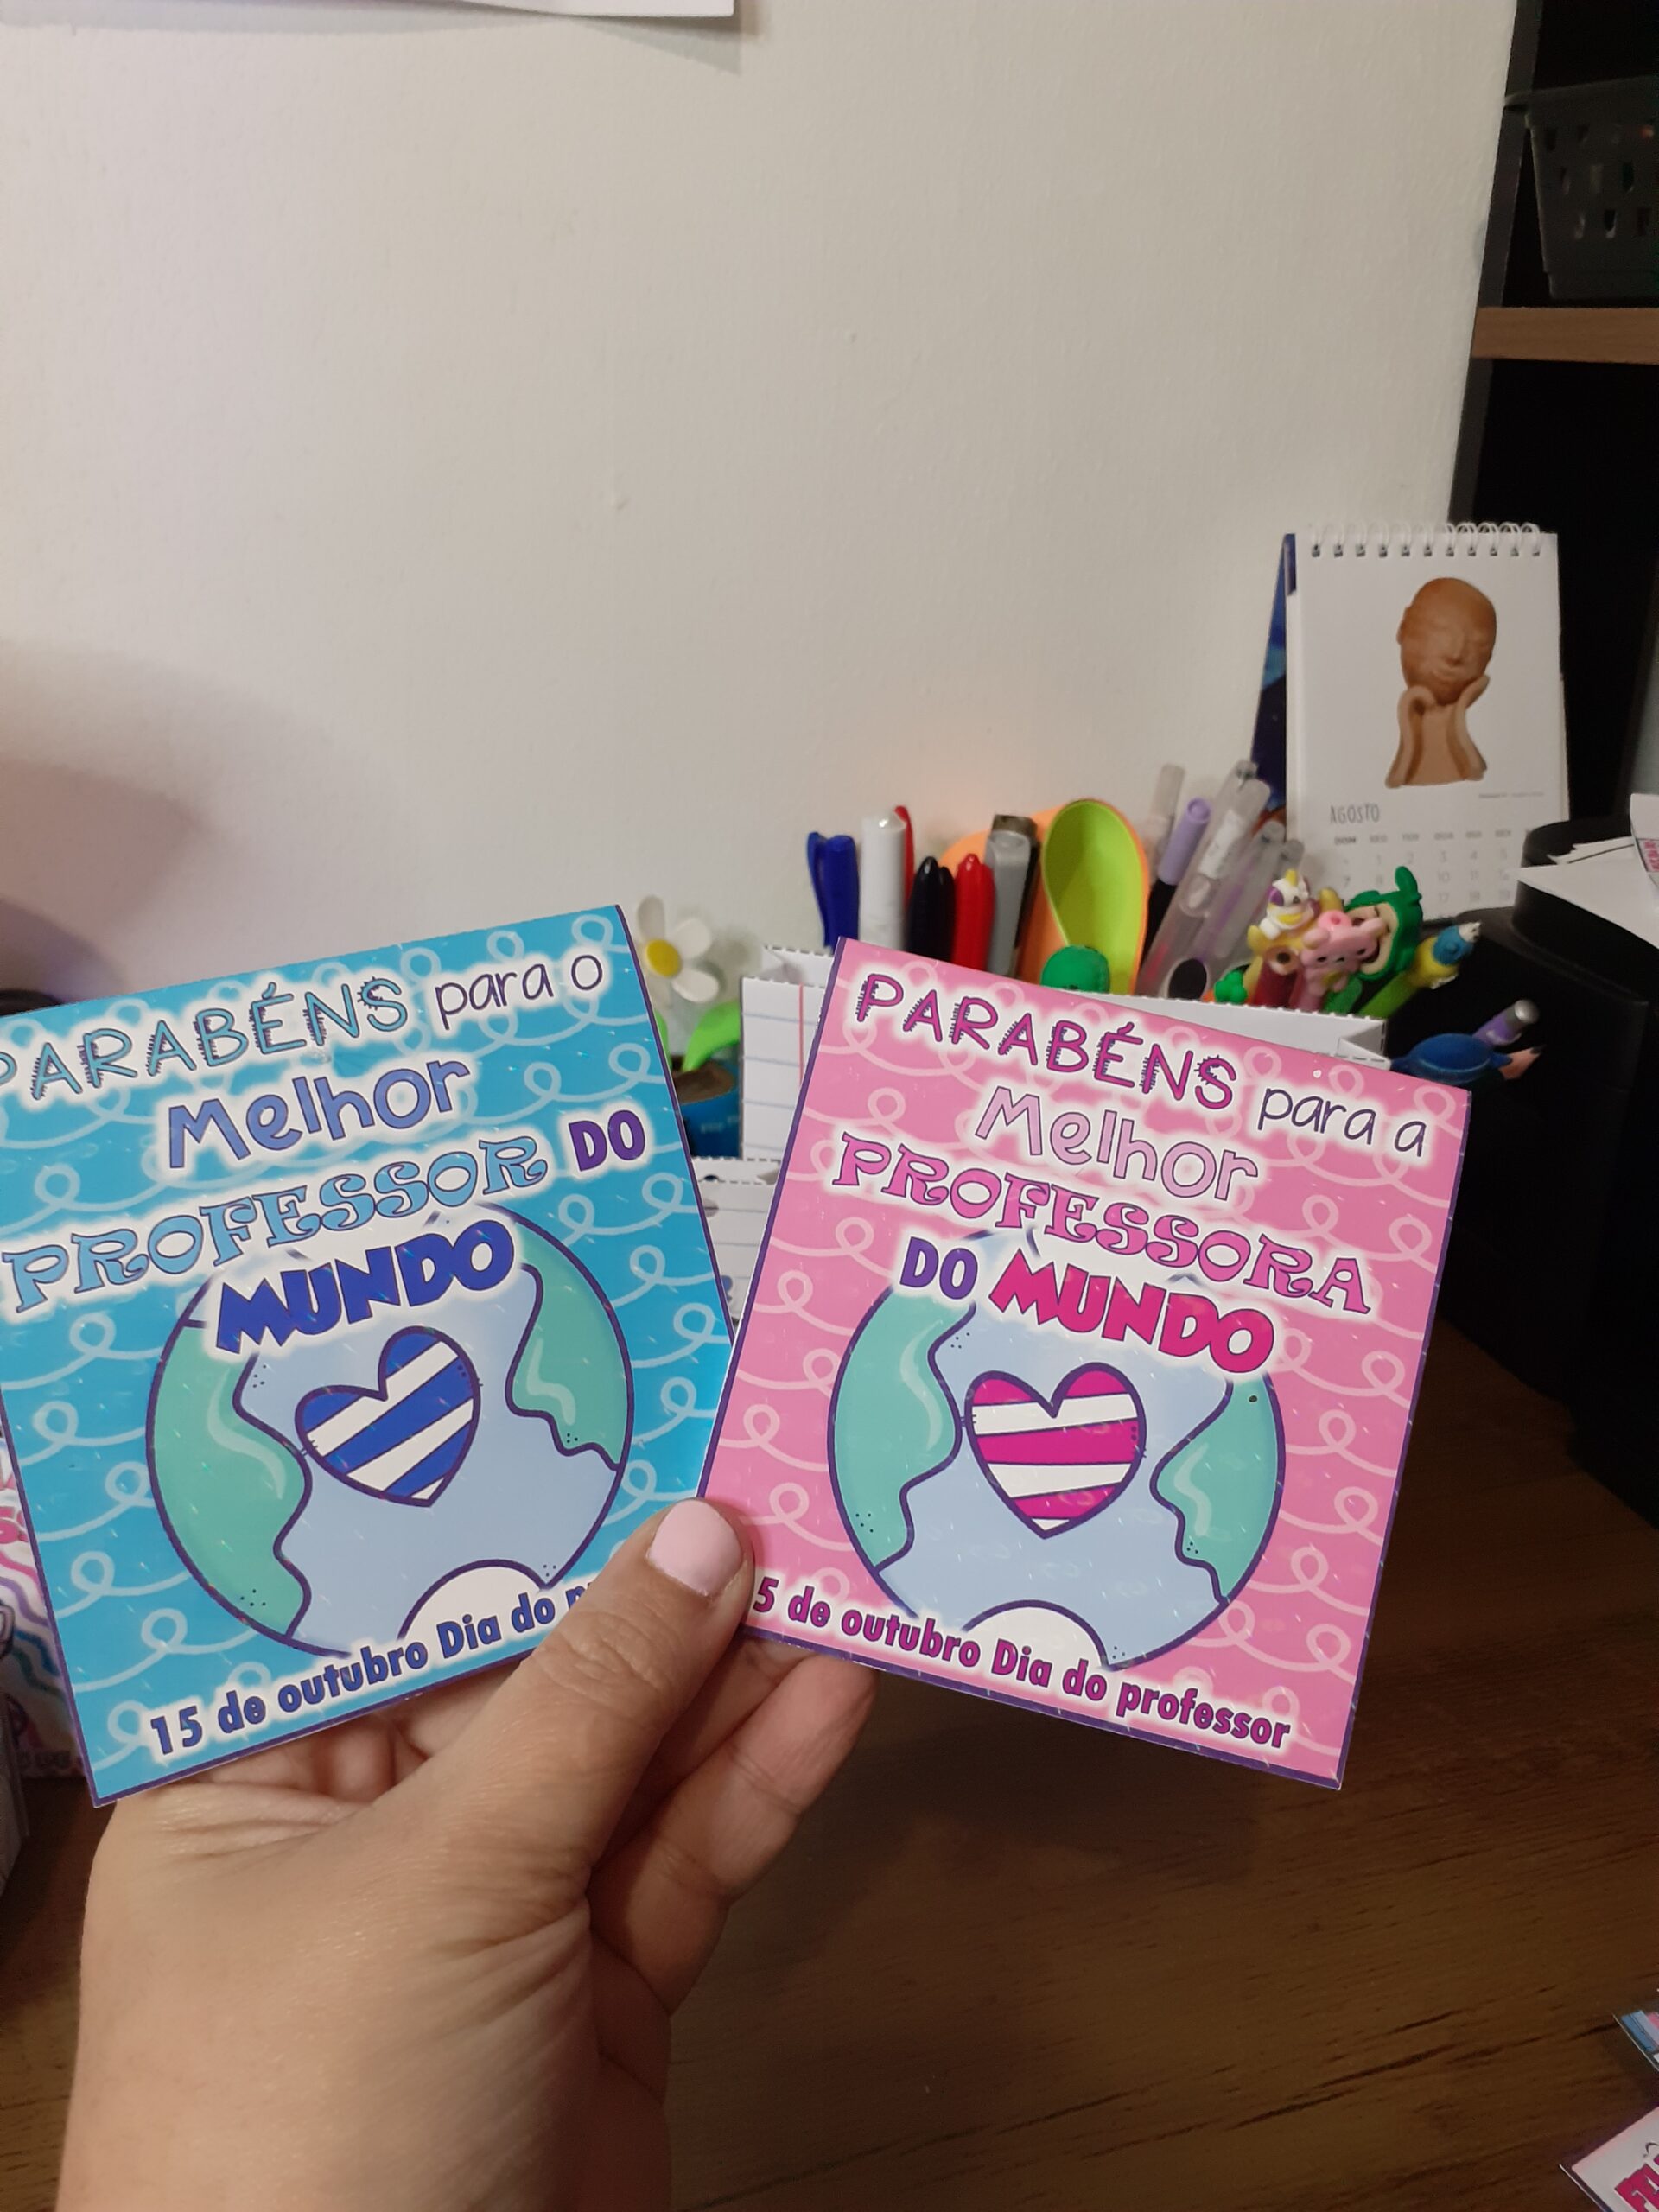 PARABÉNS para o
Melhor
PROFESSOR DO
MUNDO
15 de outubro Dia do
PARABÉNS para a
Melhor
PROFESSORA
DO MUNDO
5 de outubro Dia do professor
AGOSTO